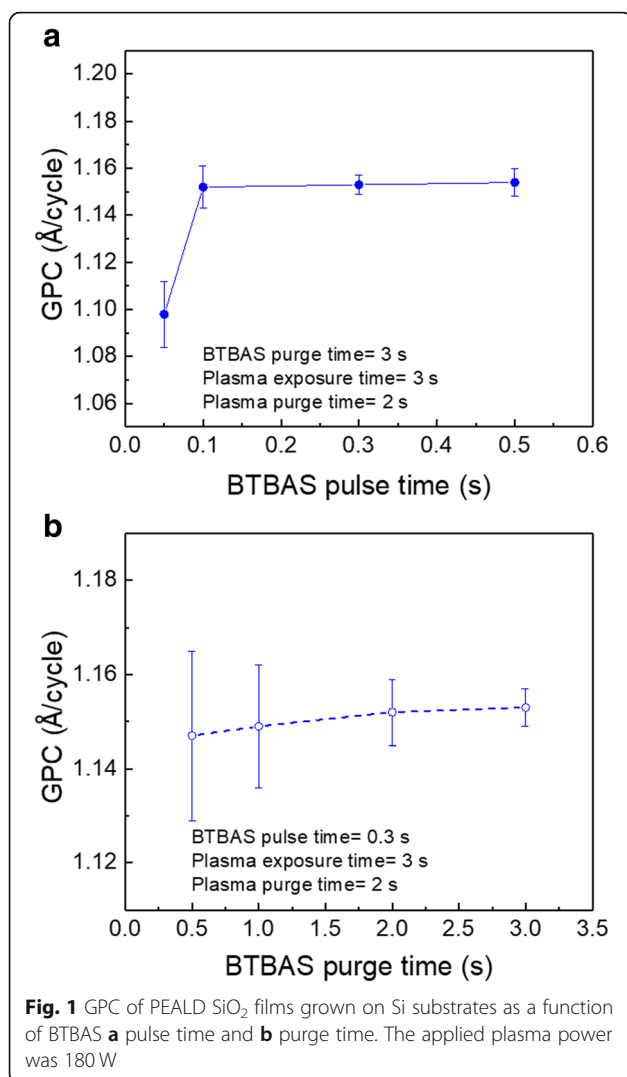 a
1.20
1.18
1.16
1.14
1.12
1.10
1.08
1.06
GPC (Å/cycle)
BTBAS purge time= 3 s
Plasma exposure time= 3 s
Plasma purge time= 2 s
0.0 0.1 0.2 0.3 0.4 0.5 0.6
BTBAS pulse time (s)
b
1.18
1.16
1.14
1.12
GPC (Å/cycle)
BTBAS pulse time= 0.3 s
Plasma exposure time= 3 s
Plasma purge time= 2 s
0.0 0.5 1.0 1.5 2.0 2.5 3.0 3.5
BTBAS purge time (s)
Fig. 1 GPC of PEALD SiO₂ films grown on Si substrates as a function
of BTBAS a pulse time and b purge time. The applied plasma power
was 180 W